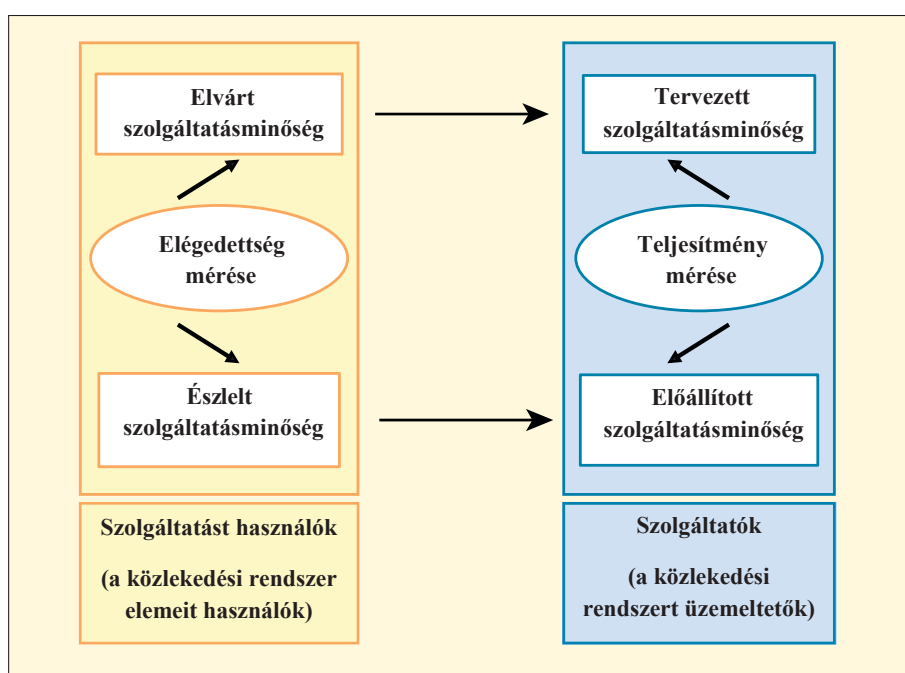 Elvárt
szolgáltatásminőség
Elégedettség
mérése
Észlelt
szolgáltatásminőség
Szolgáltatást használók
(a közlekedési rendszer
elemeit használók)
Tervezett
szolgáltatásminőség
Teljesítmény
mérése
Előállított
szolgáltatásminőség
Szolgáltatók
(a közlekedési
rendszert üzemeltetők)